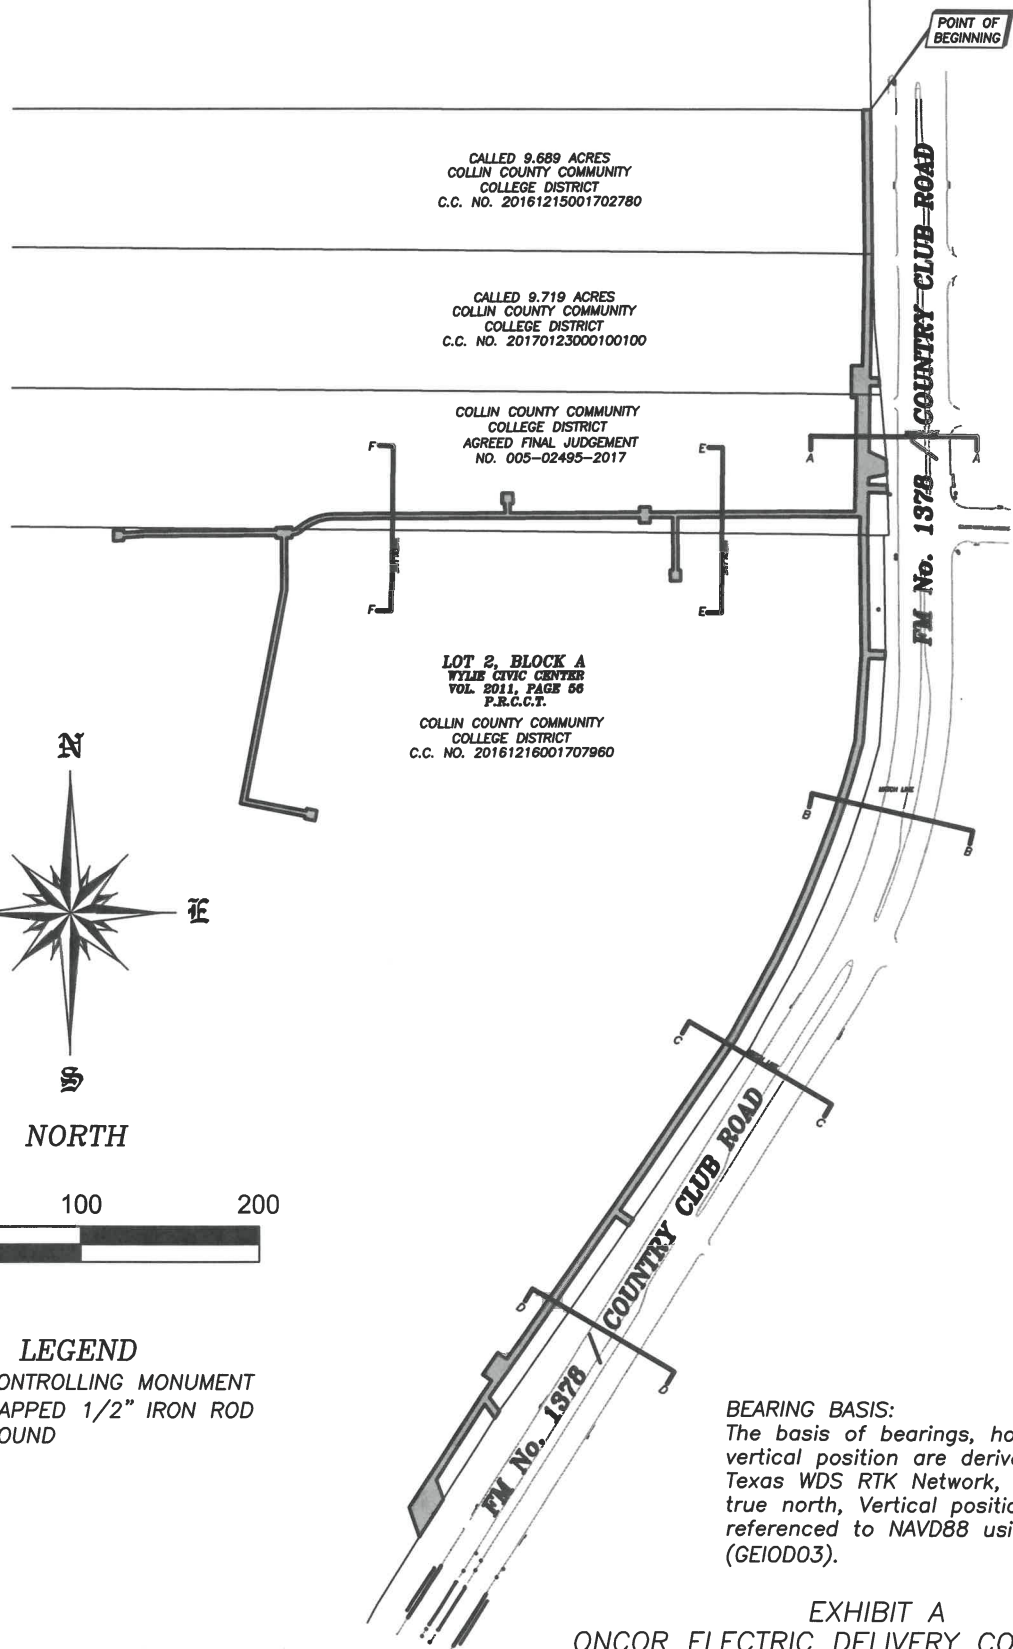 POINT OF
BEGINNING
CALLED 9.689 ACRES
COLLIN COUNTY COMMUNITY
COLLEGE DISTRICT
C.C. NO. 20161215001702780
CALLED 9.719 ACRES
COLLIN COUNTY COMMUNITY
COLLEGE DISTRICT
C.C. NO. 20170123000100100
COLLIN COUNTY COMMUNITY
COLLEGE DISTRICT
AGREED FINAL JUDGEMENT
NO. 005-02495-2017
FM No. 1378 / COUNTRY CLUB ROAD
A
A
F
F
E
E
LOT 2, BLOCK A
WYLIE CIVIC CENTER
VOL. 2011, PAGE 56
P.R.C.C.T.
COLLIN COUNTY COMMUNITY
COLLEGE DISTRICT
C.C. NO. 20161216001707960
MATCH LINE
B
B
N
E
S
NORTH
C
C
100 200
FM No. 1378 / COUNTRY CLUB ROAD
D
D
LEGEND
ONTROLLING MONUMENT
APPED 1/2" IRON ROD
OUND
BEARING BASIS:
The basis of bearings, ho
vertical position are deriv
Texas WDS RTK Network,
true north, Vertical positio
referenced to NAVD88 usi
(GEIOD03).
EXHIBIT A
ONCOR ELECTRIC DELIVERY CO